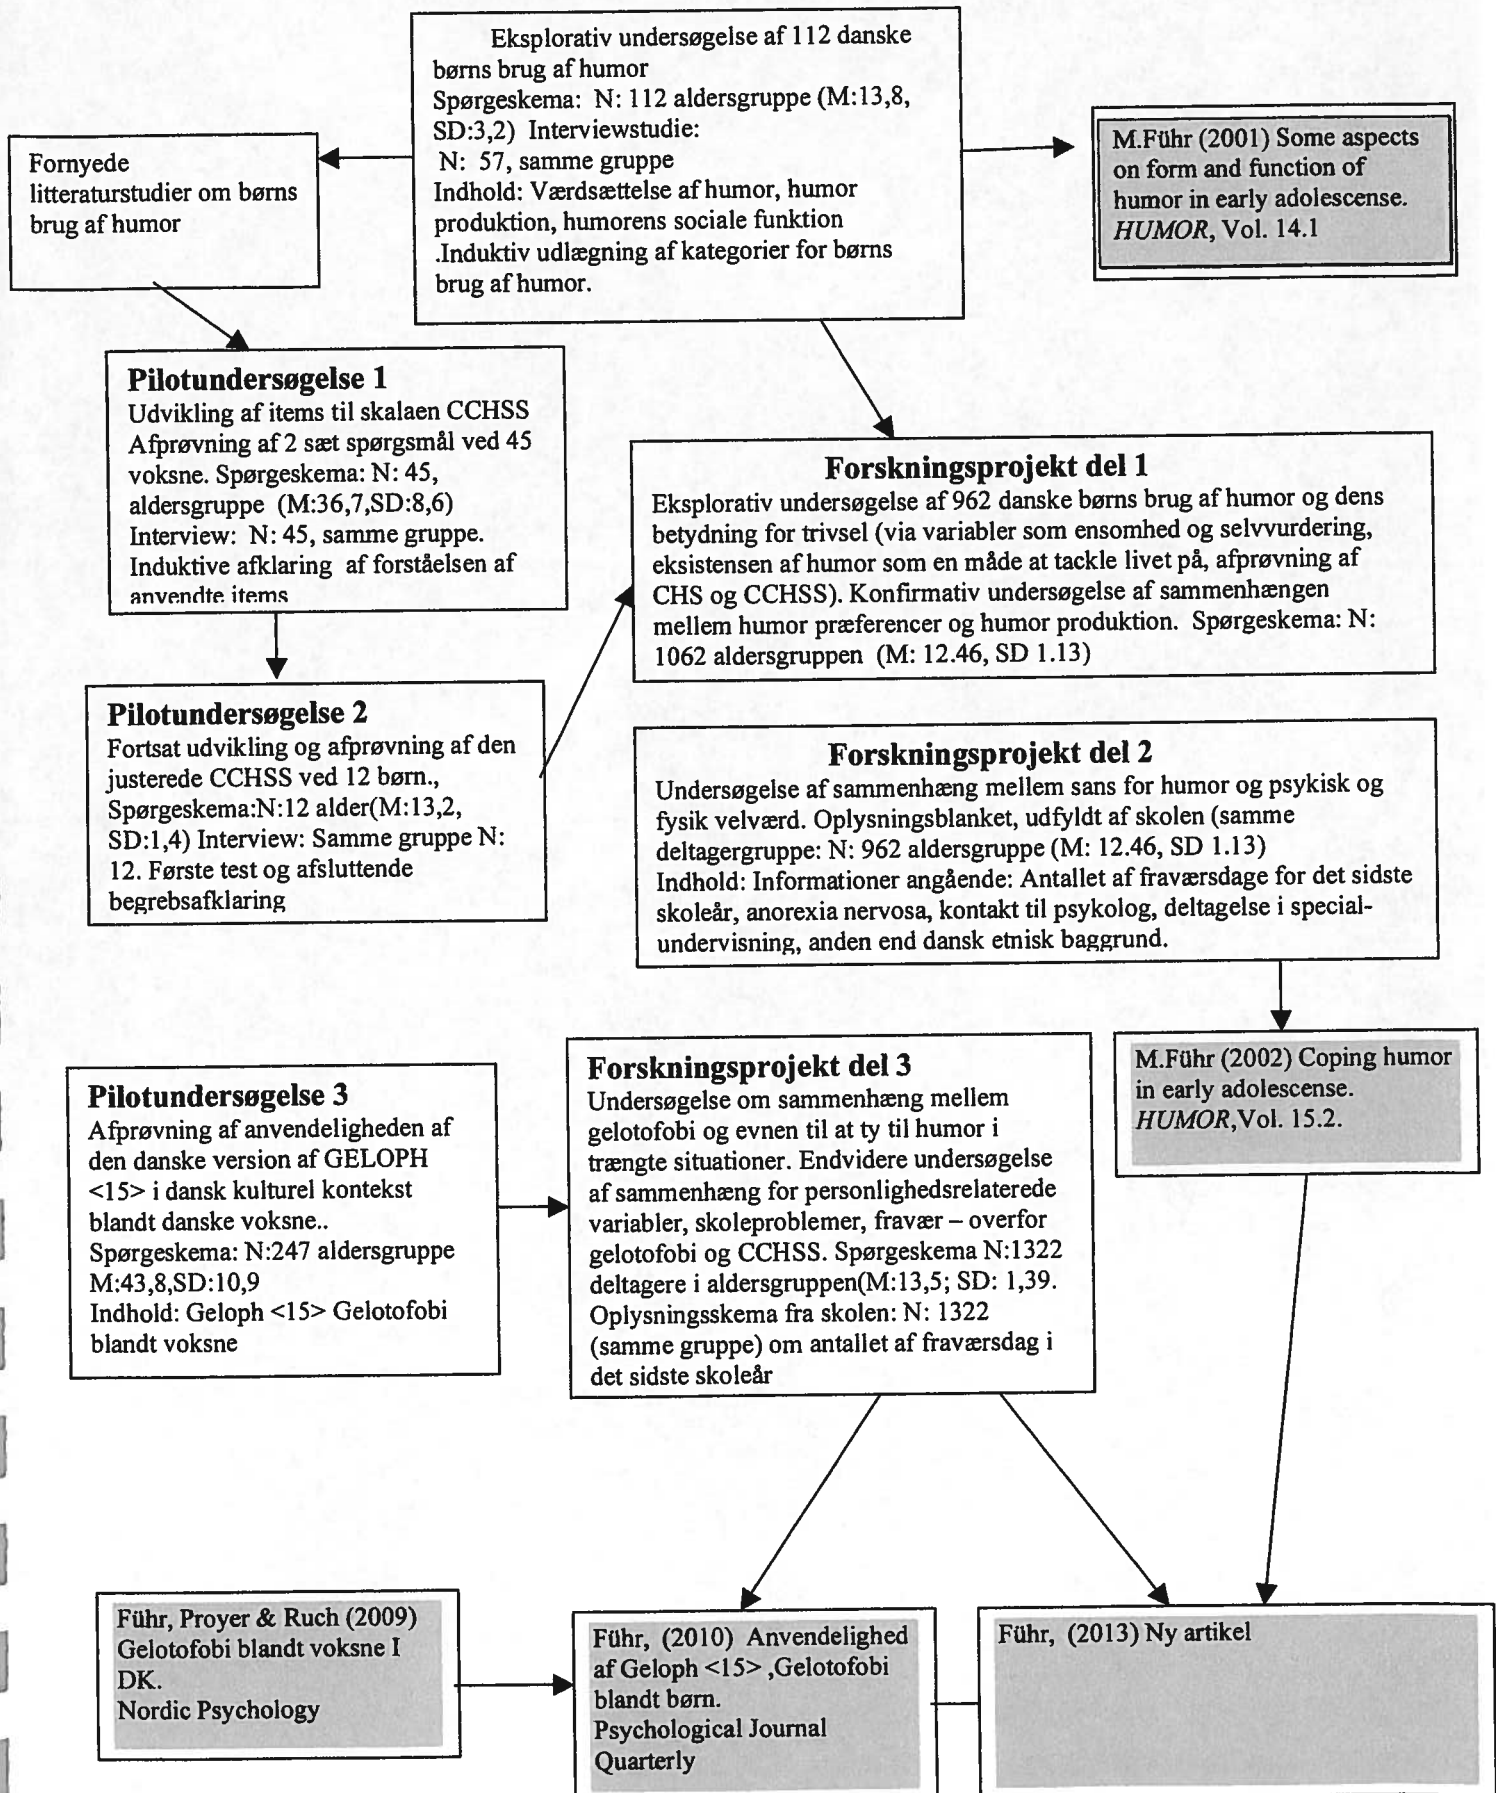 Eksplorativ undersøgelse af 112 danske
børns brug af humor
Spørgeskema: N: 112 aldersgruppe (M:13,8,
SD:3,2) Interviewstudie:
N: 57, samme gruppe
Indhold: Værdsættelse af humor, humor
produktion, humorens sociale funktion
.Induktiv udlægning af kategorier for børns
brug af humor.
Fornyede
litteraturstudier om børns
brug af humor
M.Führ (2001) Some aspects
on form and function of
humor in early adolescense.
HUMOR, Vol. 14.1
Pilotundersøgelse 1
Udvikling af items til skalaen CCHSS
Afprøvning af 2 sæt spørgsmål ved 45
voksne. Spørgeskema: N: 45,
aldersgruppe (M:36,7,SD:8,6)
Interview: N: 45, samme gruppe.
Induktive afklaring af forståelsen af
anvendte items
Forskningsprojekt del 1
Eksplorativ undersøgelse af 962 danske børns brug af humor og dens
betydning for trivsel (via variabler som ensomhed og selvvurdering,
eksistensen af humor som en måde at tackle livet på, afprøvning af
CHS og CCHSS). Konfirmativ undersøgelse af sammenhængen
mellem humor præferencer og humor produktion. Spørgeskema: N:
1062 aldersgruppen (M: 12.46, SD 1.13)
Pilotundersøgelse 2
Fortsat udvikling og afprøvning af den
justerede CCHSS ved 12 børn.,
Spørgeskema:N:12 alder(M:13,2,
SD:1,4) Interview: Samme gruppe N:
12. Første test og afsluttende
begrebsafklaring
Forskningsprojekt del 2
Undersøgelse af sammenhæng mellem sans for humor og psykisk og
fysik velværd. Oplysningsblanket, udfyldt af skolen (samme
deltagergruppe: N: 962 aldersgruppe (M: 12.46, SD 1.13)
Indhold: Informationer angående: Antallet af fraværsdage for det sidste
skoleår, anorexia nervosa, kontakt til psykolog, deltagelse i special-
undervisning, anden end dansk etnisk baggrund.
Pilotundersøgelse 3
Afprøvning af anvendeligheden af
den danske version af GELOPH
<15> i dansk kulturel kontekst
blandt danske voksne..
Spørgeskema: N:247 aldersgruppe
M:43,8,SD:10,9
Indhold: Geloph <15> Gelotofobi
blandt voksne
Forskningsprojekt del 3
Undersøgelse om sammenhæng mellem
gelotofobi og evnen til at ty til humor i
trængte situationer. Endvidere undersøgelse
af sammenhæng for personlighedsrelaterede
variabler, skoleproblemer, fravær – overfor
gelotofobi og CCHSS. Spørgeskema N:1322
deltagere i aldersgruppen(M:13,5; SD: 1,39.
Oplysningsskema fra skolen: N: 1322
(samme gruppe) om antallet af fraværsdag i
det sidste skoleår
M.Führ (2002) Coping humor
in early adolescense.
HUMOR,Vol. 15.2.
Führ, Proyer & Ruch (2009)
Gelotofobi blandt voksne I
DK.
Nordic Psychology
Führ, (2010) Anvendelighed
af Geloph <15> ,Gelotofobi
blandt børn.
Psychological Journal
Quarterly
Führ, (2013) Ny artikel